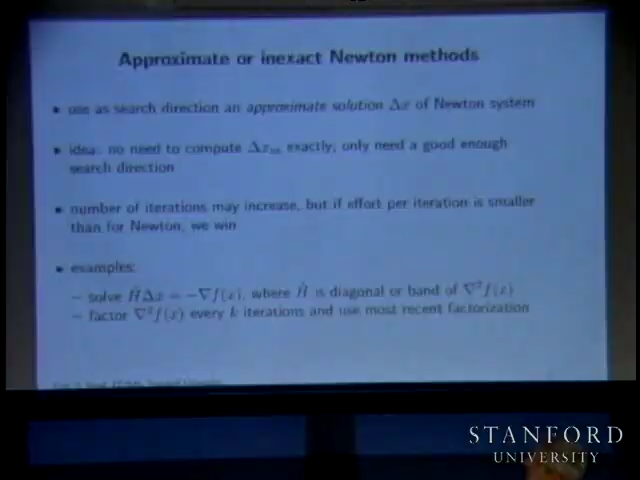 Approximate or inexact Newton methods
• use as search direction an approximate solution Δx of Newton system
• idea: no need to compute Δx_nt exactly, only need a good enough
search direction
• number of iterations may increase, but if effort per iteration is smaller
than for Newton, we win
• examples:
– solve ĤΔx = −∇f(x), where Ĥ is diagonal or band of ∇²f(x)
– factor ∇²f(x) every k iterations and use most recent factorization
STANFORD
UNIVERSITY